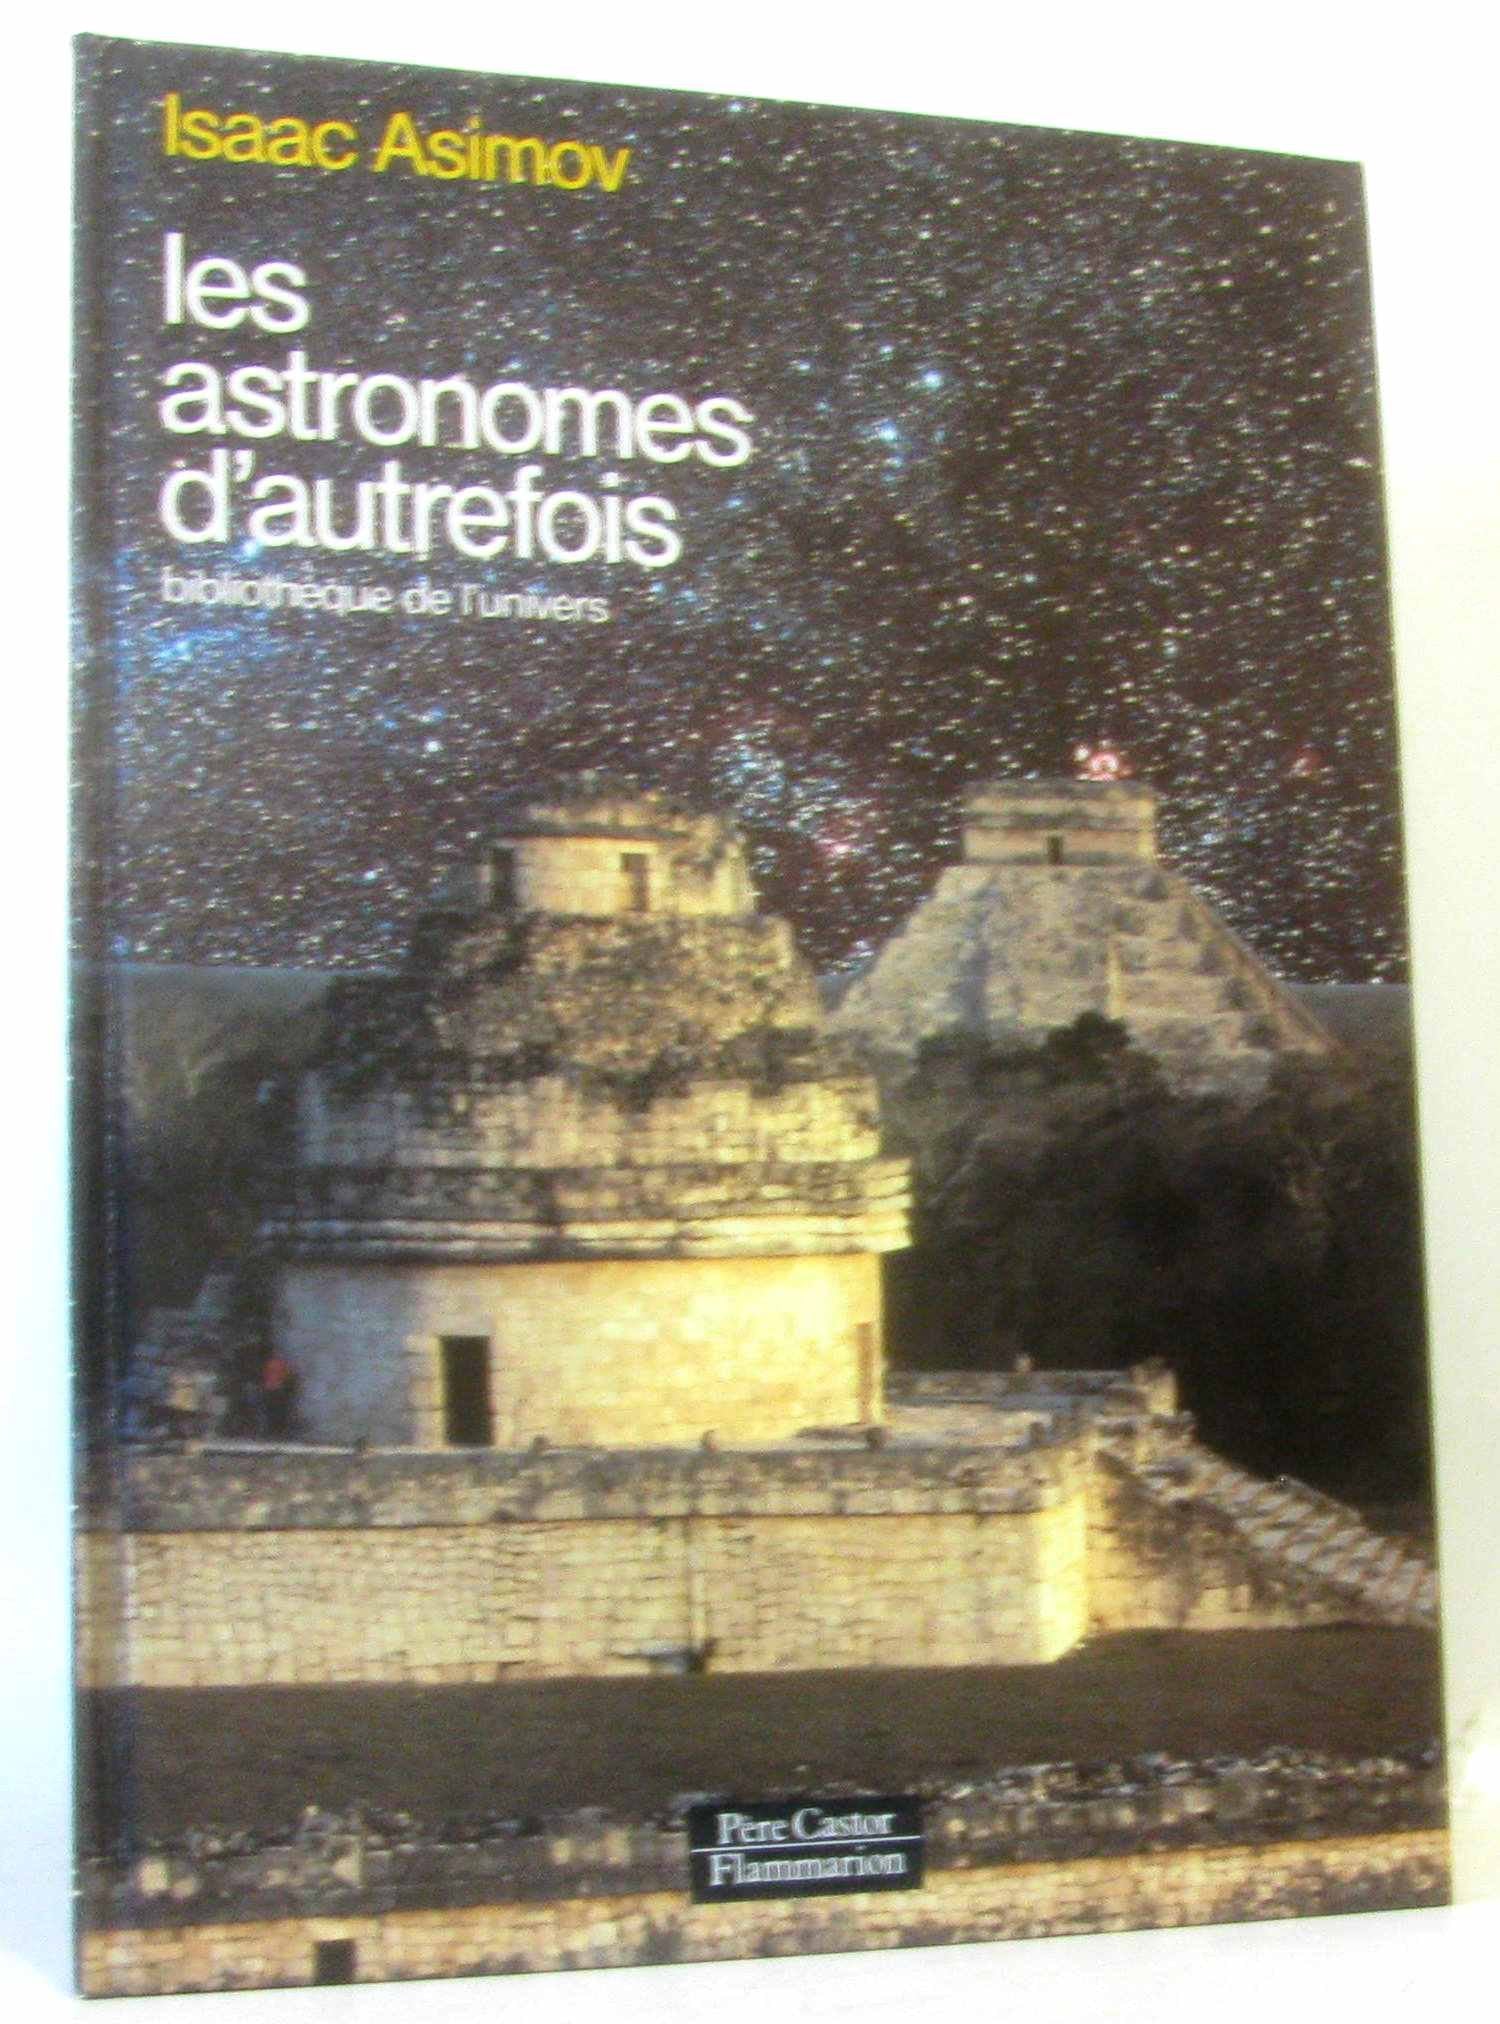 Isaac Asimov
les
astronomes
d'autrefois
bibliothèque de l'univers
Père Castor
Flammarion